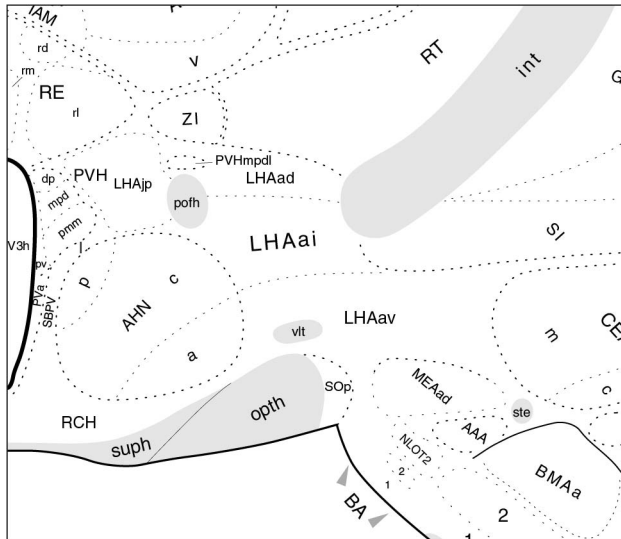 IAM
rd
v
RT
int
rm
RE
rl
ZI
PVHmpdl
dp
PVH
LHAjp
LHAad
mpd
pofh
pmm
V3h
l
LHAai
SI
pv
p
c
PVa
SBPV
AHN
LHAav
m
vlt
a
MEAad
SOp
c
RCH
opth
ste
suph
NLOT2
AAA
2
1
BMAa
BA
2
1